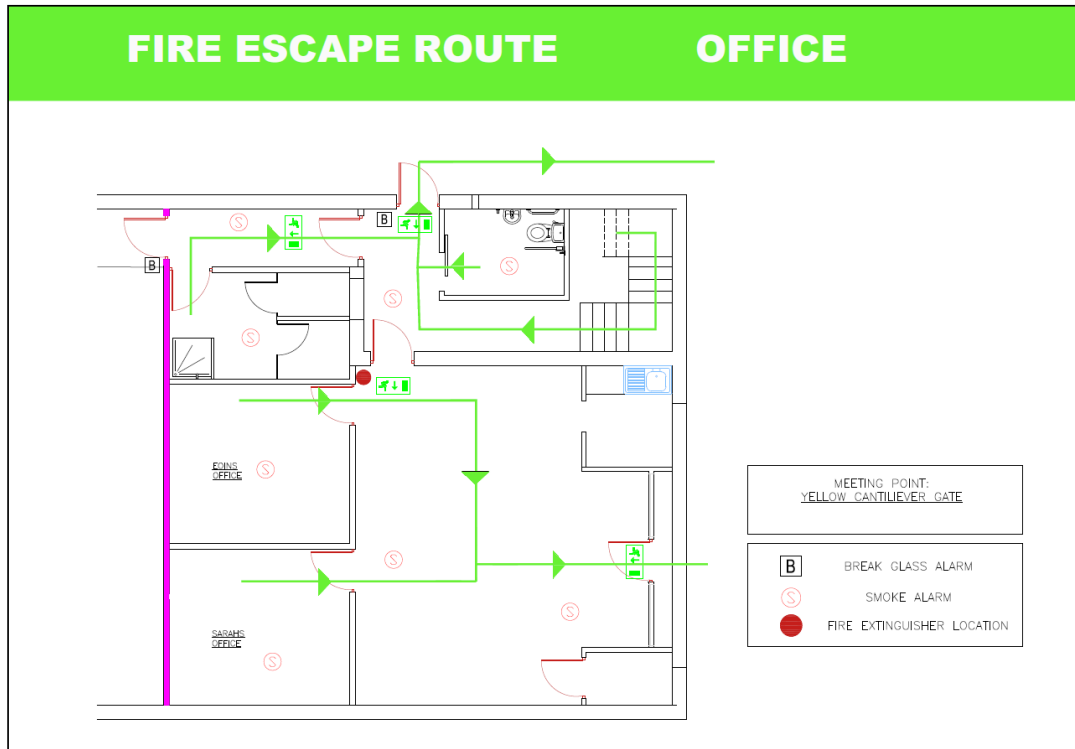 FIRE ESCAPE ROUTE OFFICE
S
B
S
B
S
S
EOINS
OFFICE
S
S
SARAHS
OFFICE
S
S
MEETING POINT:
YELLOW CANTILIEVER GATE
B BREAK GLASS ALARM
S SMOKE ALARM
FIRE EXTINGUISHER LOCATION